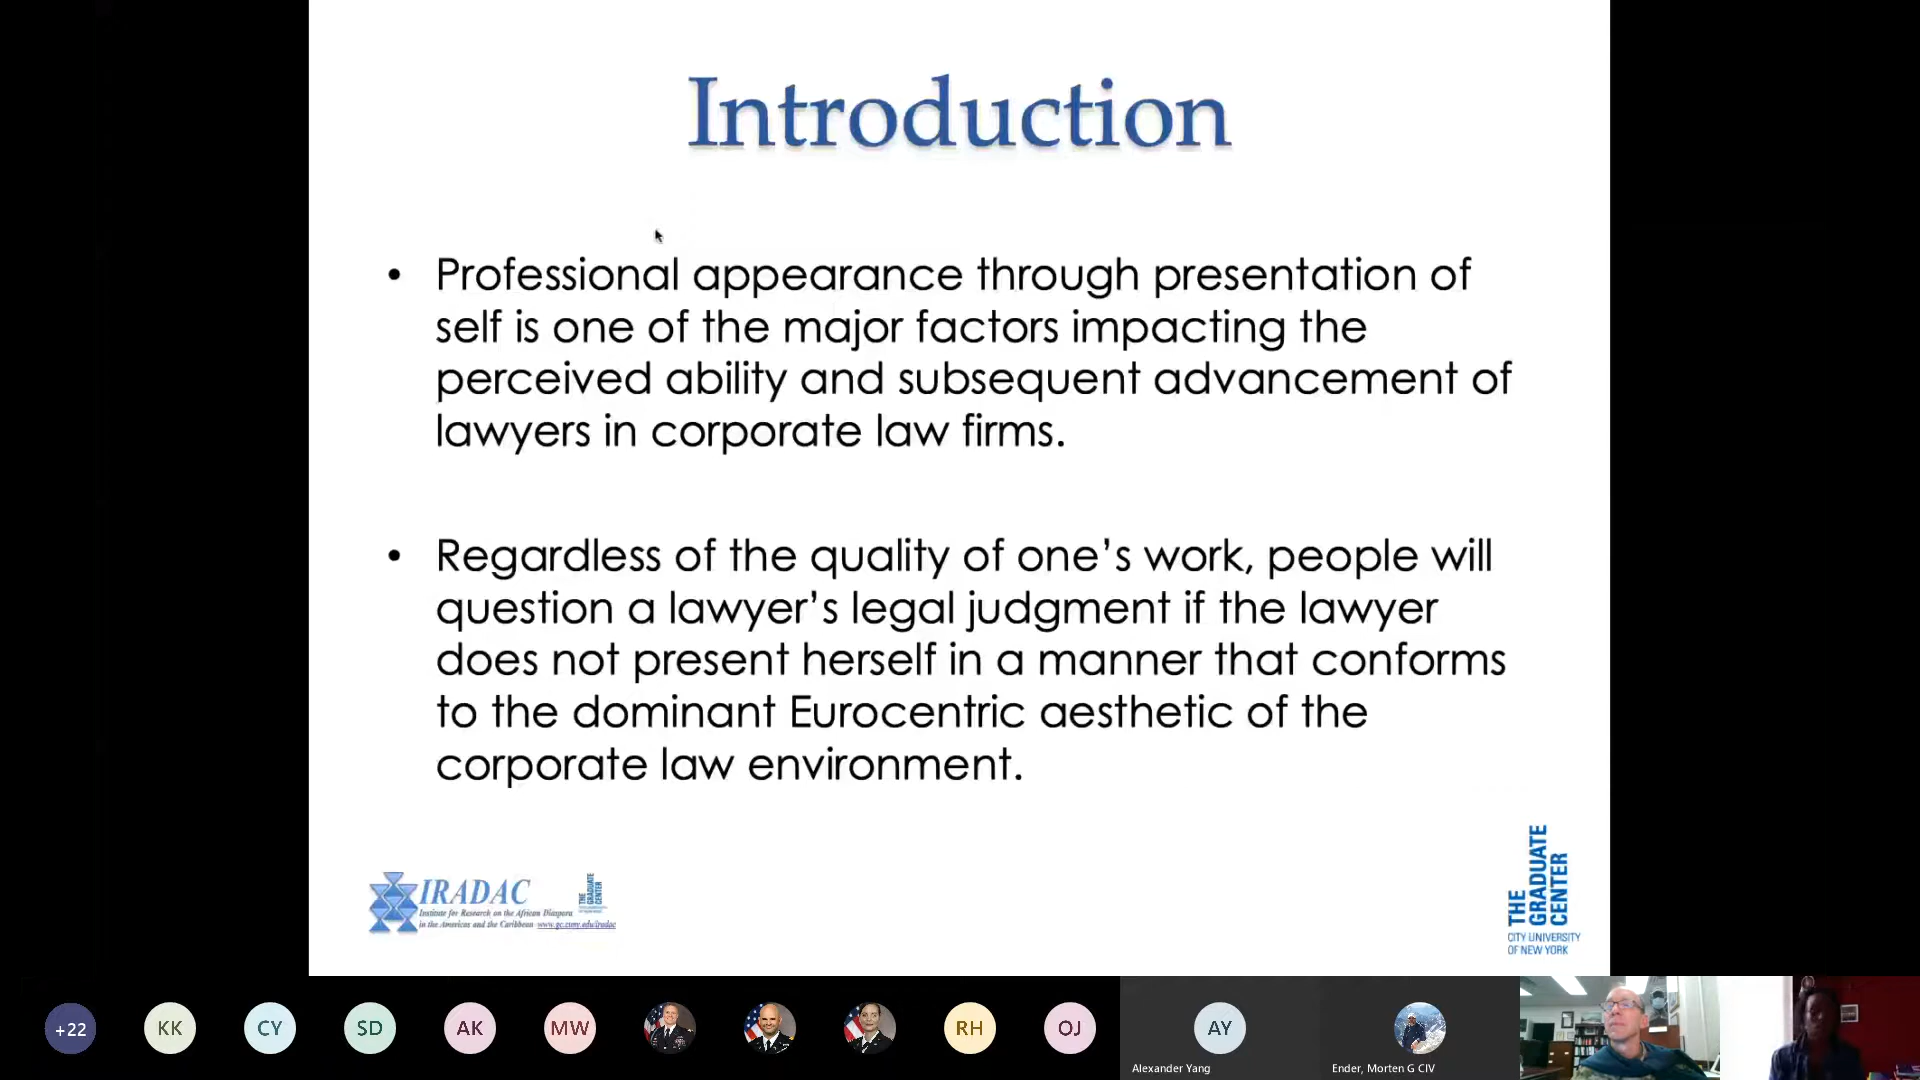 Introduction
• Professional appearance through presentation of
self is one of the major factors impacting the
perceived ability and subsequent advancement of
lawyers in corporate law firms.
• Regardless of the quality of one’s work, people will
question a lawyer’s legal judgment if the lawyer
does not present herself in a manner that conforms
to the dominant Eurocentric aesthetic of the
corporate law environment.
IRADAC
Institute for Research on the African Diaspora
in the Americas and the Caribbean www.gc.cuny.edu/iradac
THE
GRADUATE
CENTER
THE
GRADUATE
CENTER
CITY UNIVERSITY
OF NEW YORK
+22
KK
CY
SD
AK
MW
RH
OJ
AY
Alexander Yang
Ender, Morten G CIV